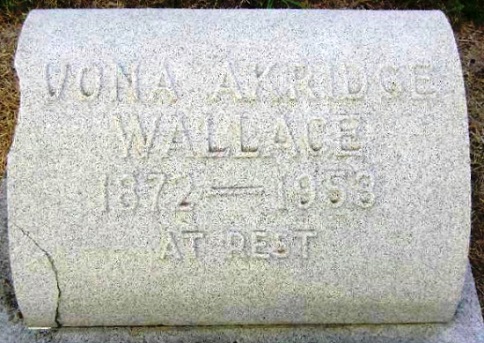 VONA AKRIDGE
WALLACE
1872 — 1953
AT REST